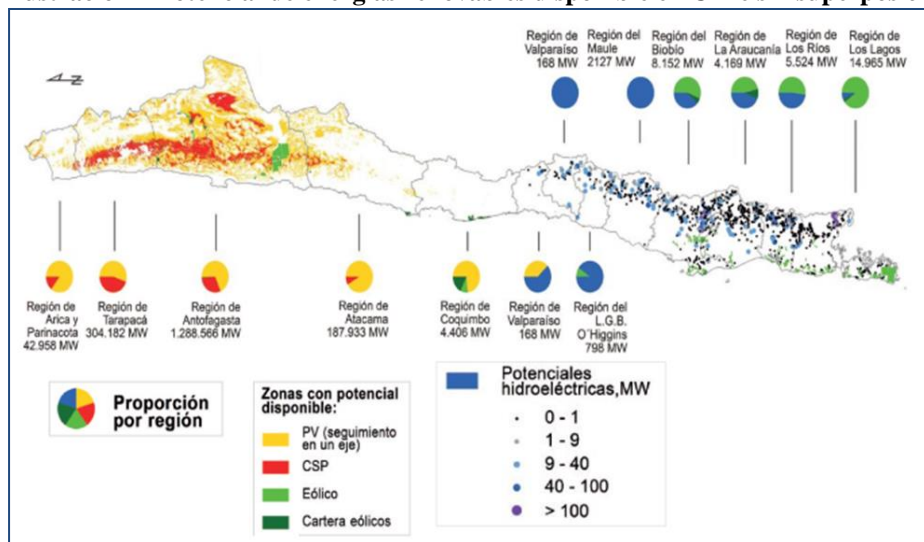 Región de
Valparaíso
168 MW
Región del
Maule
2127 MW
Región del
Biobío
8.152 MW
Región de
La Araucanía
4.169 MW
Región de
Los Ríos
5.524 MW
Región de
Los Lagos
14.965 MW
Región de
Arica y
Parinacota
42.958 MW
Región de
Tarapacá
304.182 MW
Región de
Antofagasta
1.288.566 MW
Región de
Atacama
187.933 MW
Región de
Coquimbo
4.406 MW
Región de
Valparaíso
168 MW
Región del
L.G.B.
O´Higgins
798 MW
Proporción
por región
Zonas con potencial
disponible:
PV (seguimiento
en un eje)
CSP
Eólico
Cartera eólicos
Potenciales
hidroeléctricas,MW
0 - 1
1 - 9
9 - 40
40 - 100
> 100